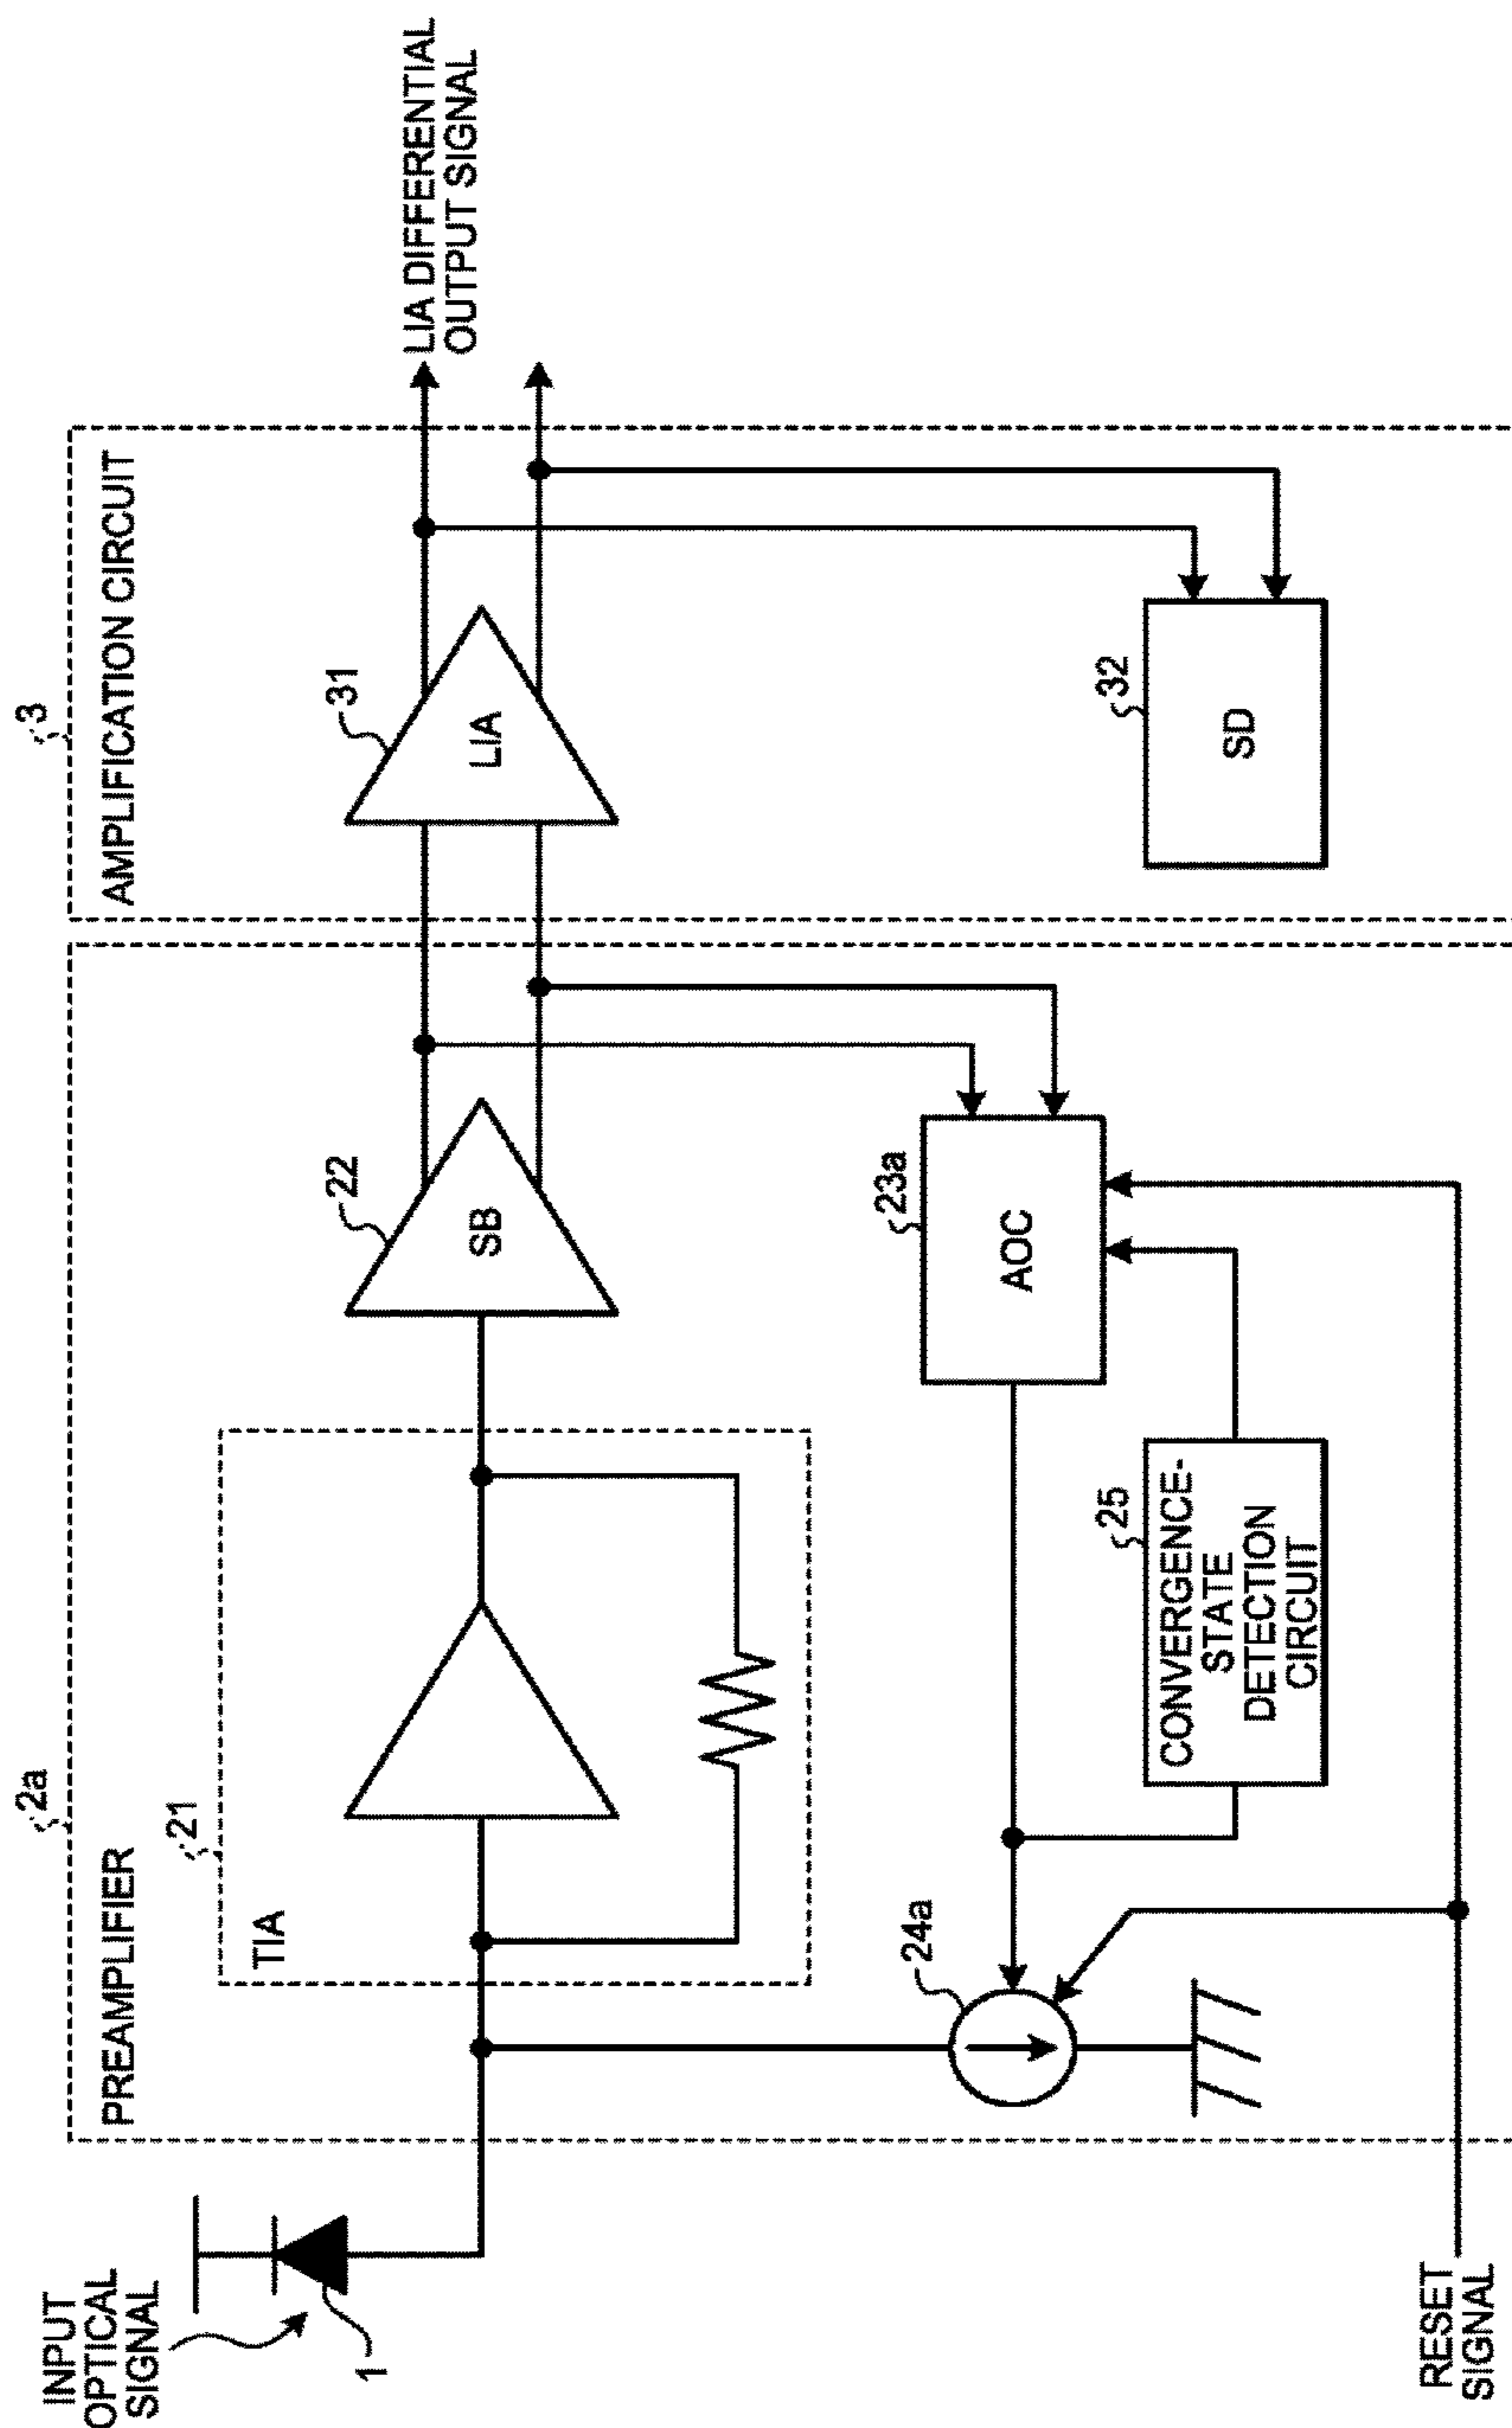 INPUT
OPTICAL
SIGNAL
1
2a
PREAMPLIFIER
21
TIA
22
SB
23a
AOC
24a
25
CONVERGENCE-
STATE
DETECTION
CIRCUIT
RESET
SIGNAL
3
AMPLIFICATION CIRCUIT
31
LIA
32
SD
LIA DIFFERENTIAL
OUTPUT SIGNAL